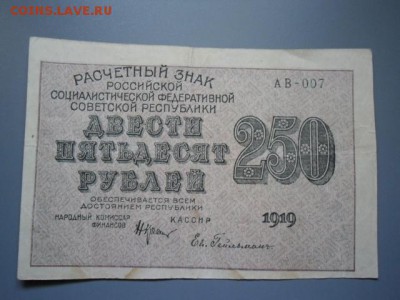 COINS.LAVE.RU
РАСЧЕТНЫЙ ЗНАК
РОССИЙСКОЙ
СОЦИАЛИСТИЧЕСКОЙ ФЕДЕРАТИВНОЙ
СОВЕТСКОЙ РЕСПУБЛИКИ
АВ-007
ДВЕСТИ
ПЯТЬДЕСЯТ
РУБЛЕЙ
250
ОБЕСПЕЧИВАЕТСЯ ВСЕМ
ДОСТОЯНИЕМ РЕСПУБЛИКИ
НАРОДНЫЙ КОМИССАР
ФИНАНСОВ
КАССИР
1919